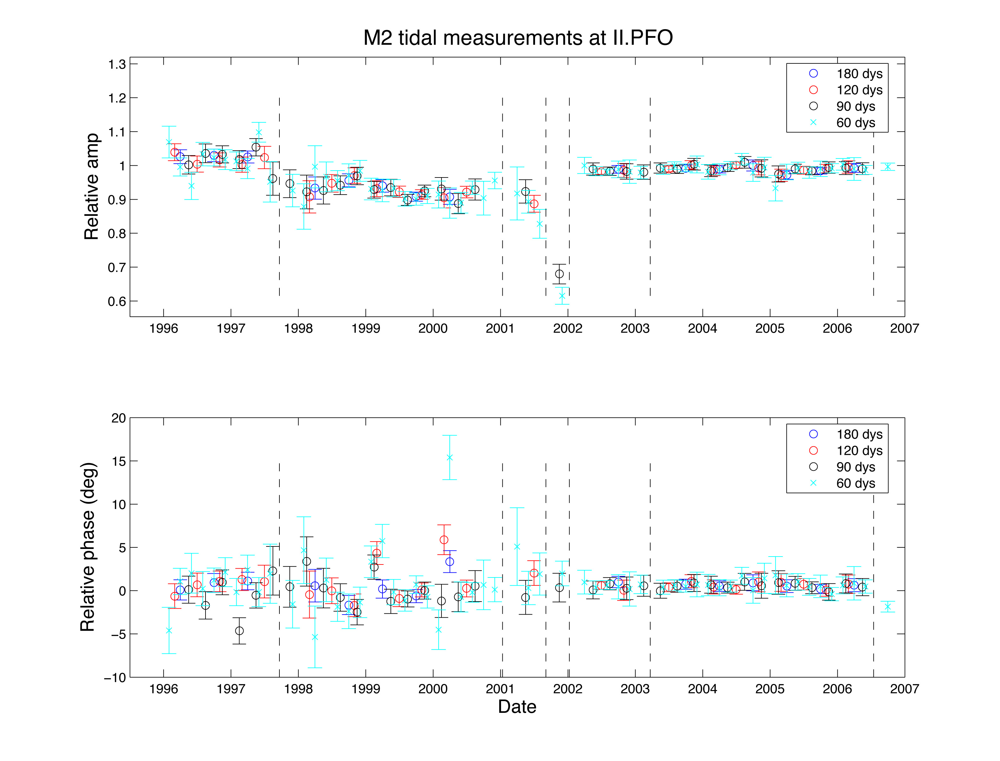 M2 tidal measurements at II.PFO
Relative amp
1.3
1.2
1.1
1
0.9
0.8
0.7
0.6
180 dys
120 dys
90 dys
60 dys
1996 1997 1998 1999 2000 2001 2002 2003 2004 2005 2006 2007
Relative phase (deg)
20
15
10
5
0
−5
−10
180 dys
120 dys
90 dys
60 dys
1996 1997 1998 1999 2000 2001 2002 2003 2004 2005 2006 2007
Date